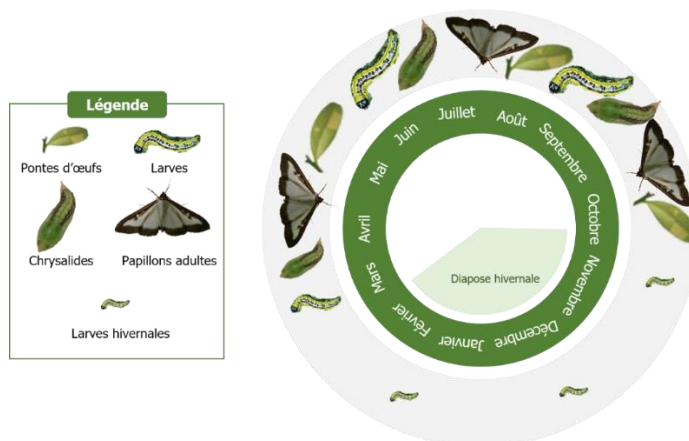 Légende
Pontes d'œufs
Larves
Chrysalides
Papillons adultes
Larves hivernales
Janvier
Février
Mars
Avril
Mai
Juin
Juillet
Août
Septembre
Octobre
Novembre
Décembre
Diapose hivernale